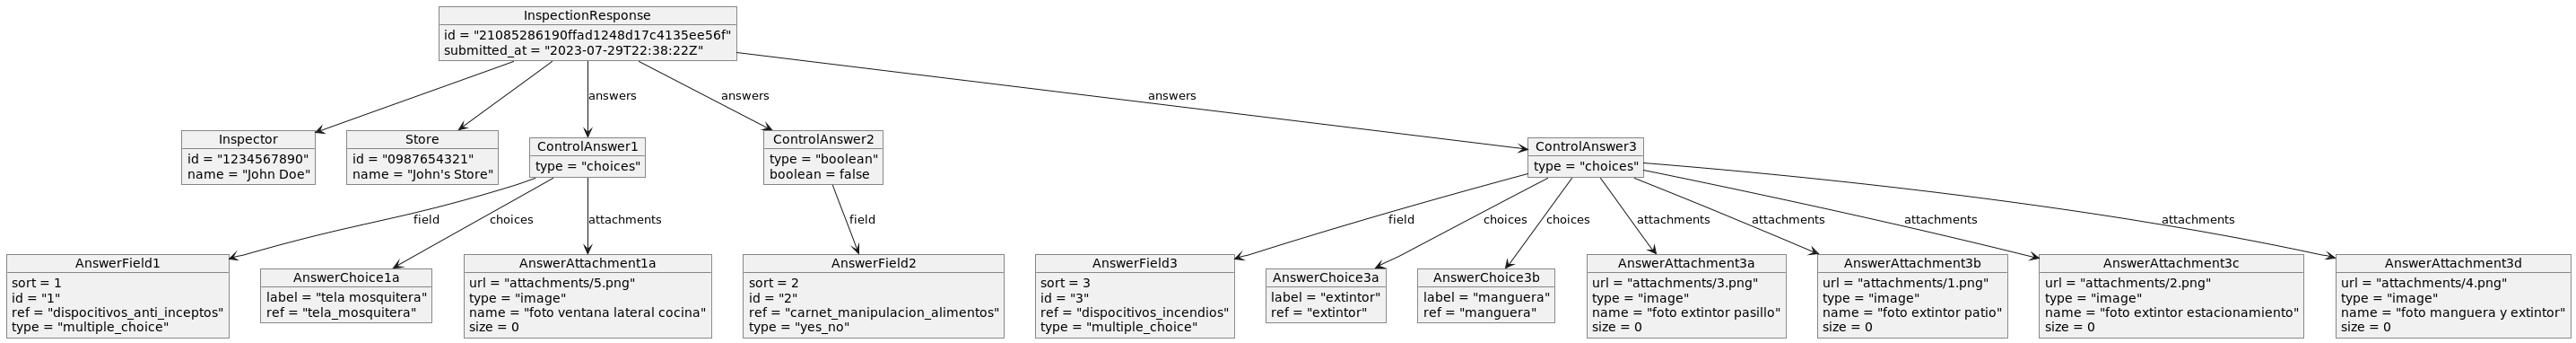 InspectionResponse
id = "21085286190ffad1248d17c4135ee56f"
submitted_at = "2023-07-29T22:38:22Z"
answers
answers
answers
Inspector
id = "1234567890"
name = "John Doe"
Store
id = "0987654321"
name = "John's Store"
ControlAnswer1
type = "choices"
ControlAnswer2
type = "boolean"
boolean = false
ControlAnswer3
type = "choices"
field
choices
attachments
field
field
choices
choices
attachments
attachments
attachments
attachments
AnswerField1
sort = 1
id = "1"
ref = "dispositivos_anti_inceptos"
type = "multiple_choice"
AnswerChoice1a
label = "tela mosquitera"
ref = "tela_mosquitera"
AnswerAttachment1a
url = "attachments/5.png"
type = "image"
name = "foto ventana lateral cocina"
size = 0
AnswerField2
sort = 2
id = "2"
ref = "carnet_manipulacion_alimentos"
type = "yes_no"
AnswerField3
sort = 3
id = "3"
ref = "dispositivos_incendios"
type = "multiple_choice"
AnswerChoice3a
label = "extintor"
ref = "extintor"
AnswerChoice3b
label = "manguera"
ref = "manguera"
AnswerAttachment3a
url = "attachments/3.png"
type = "image"
name = "foto extintor pasillo"
size = 0
AnswerAttachment3b
url = "attachments/1.png"
type = "image"
name = "foto extintor patio"
size = 0
AnswerAttachment3c
url = "attachments/2.png"
type = "image"
name = "foto extintor estacionamiento"
size = 0
AnswerAttachment3d
url = "attachments/4.png"
type = "image"
name = "foto manguera y extintor"
size = 0